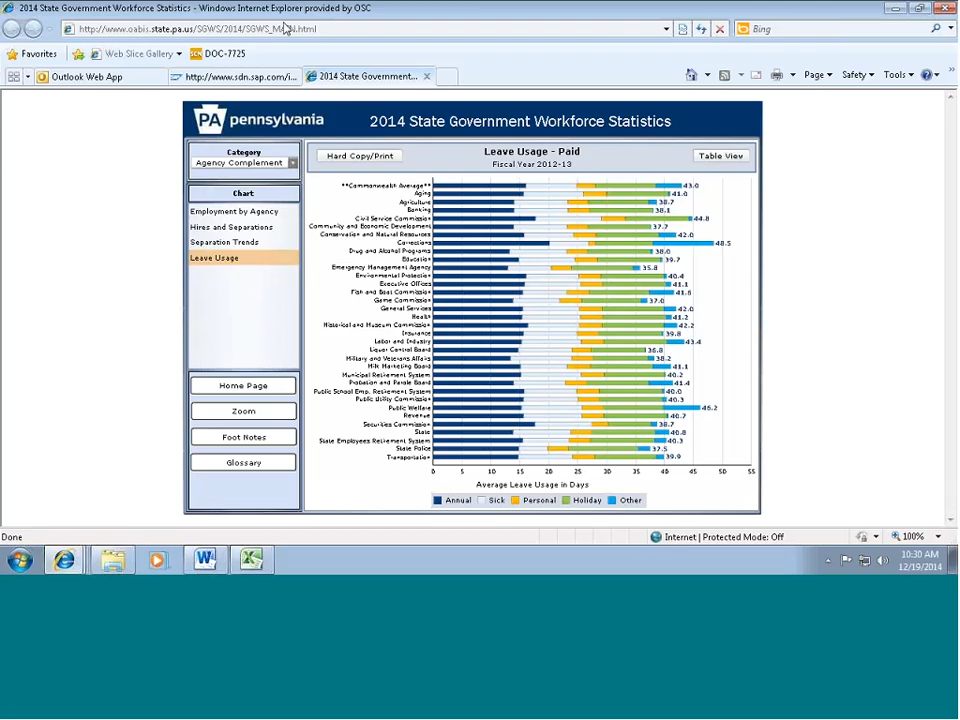 2014 State Government Workforce Statistics - Windows Internet Explorer provided by OSC
http://www.oabis.state.pa.us/SGWS/2014/SGWS_MAIN.html
Bing
Favorites
Web Slice Gallery
DOC-7725
Outlook Web App
http://www.sdn.sap.com/i...
2014 State Government...
Page
Safety
Tools
PA pennsylvania
2014 State Government Workforce Statistics
Category
Agency Complement
Hard Copy/Print
Leave Usage - Paid
Fiscal Year 2012-13
Table View
Chart
Employment by Agency
Hires and Separations
Separation Trends
Leave Usage
Home Page
Zoom
Foot Notes
Glossary
**Commonwealth Average** 43.0
Aging 41.0
Agriculture 38.7
Banking 38.1
Civil Service Commission 44.8
Community and Economic Development 37.7
Conservation and Natural Resources 42.0
Corrections 48.5
Drug and Alcohol Programs 38.0
Education 39.7
Emergency Management Agency 35.8
Environmental Protection 40.4
Executive Offices 41.1
Fish and Boat Commission 41.6
Game Commission 37.0
General Services 42.0
Health 41.2
Historical and Museum Commission 42.2
Insurance 39.8
Labor and Industry 43.4
Liquor Control Board 36.8
Military and Veterans Affairs 38.2
Milk Marketing Board 41.1
Municipal Retirement System 40.2
Probation and Parole Board 41.4
Public School Emp. Retirement System 40.0
Public Utility Commission 40.3
Public Welfare 46.2
Revenue 40.7
Securities Commission 38.7
State 40.8
State Employees Retirement System 40.3
State Police 37.5
Transportation 39.9
0 5 10 15 20 25 30 35 40 45 50 55
Average Leave Usage in Days
Annual Sick Personal Holiday Other
Done
Internet | Protected Mode: Off
100%
10:30 AM
12/19/2014